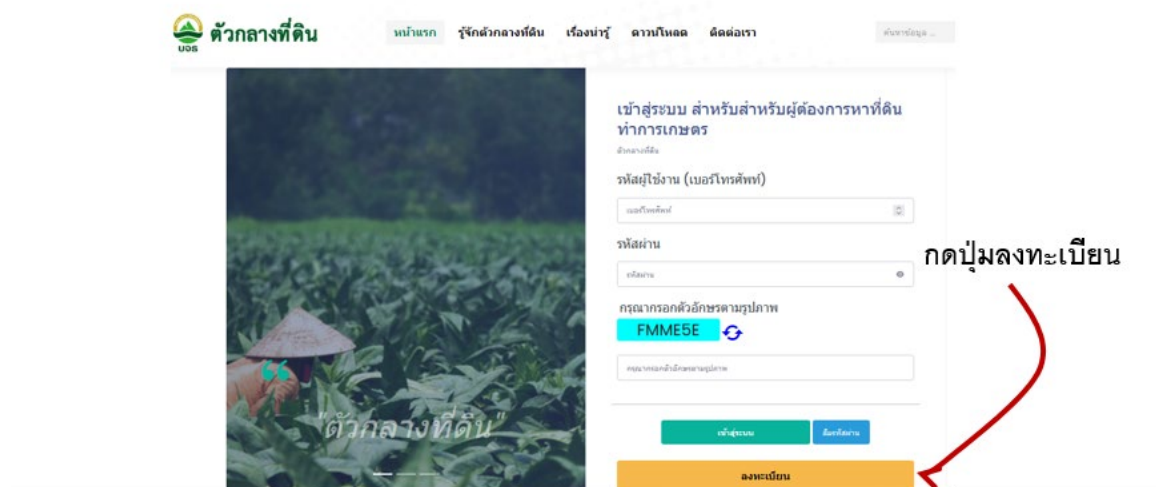 ตัวกลางที่ดิน
บจธ
หน้าแรก รู้จักตัวกลางที่ดิน เรื่องน่ารู้ ดาวน์โหลด ติดต่อเรา
ค้นหาข้อมูล ...
เข้าสู่ระบบ สำหรับสำหรับผู้ต้องการหาที่ดิน
ทำการเกษตร
ตัวกลางที่ดิน
รหัสผู้ใช้งาน (เบอร์โทรศัพท์)
เบอร์โทรศัพท์
รหัสผ่าน
รหัสผ่าน
กดปุ่มลงทะเบียน
กรุณากรอกตัวอักษรตามรูปภาพ
FMME5E
กรุณากรอกตัวอักษรตามรูปภาพ
"ตัวกลางที่ดิน"
เข้าสู่ระบบ ลืมรหัสผ่าน
ลงทะเบียน